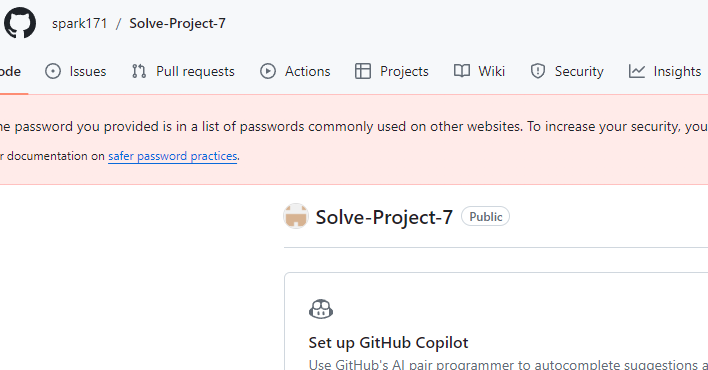 spark171 / Solve-Project-7
ode Issues Pull requests Actions Projects Wiki Security Insights
ne password you provided is in a list of passwords commonly used on other websites. To increase your security, you
r documentation on safer password practices.
Solve-Project-7 Public
Set up GitHub Copilot
Use GitHub's AI pair programmer to autocomplete suggestions a